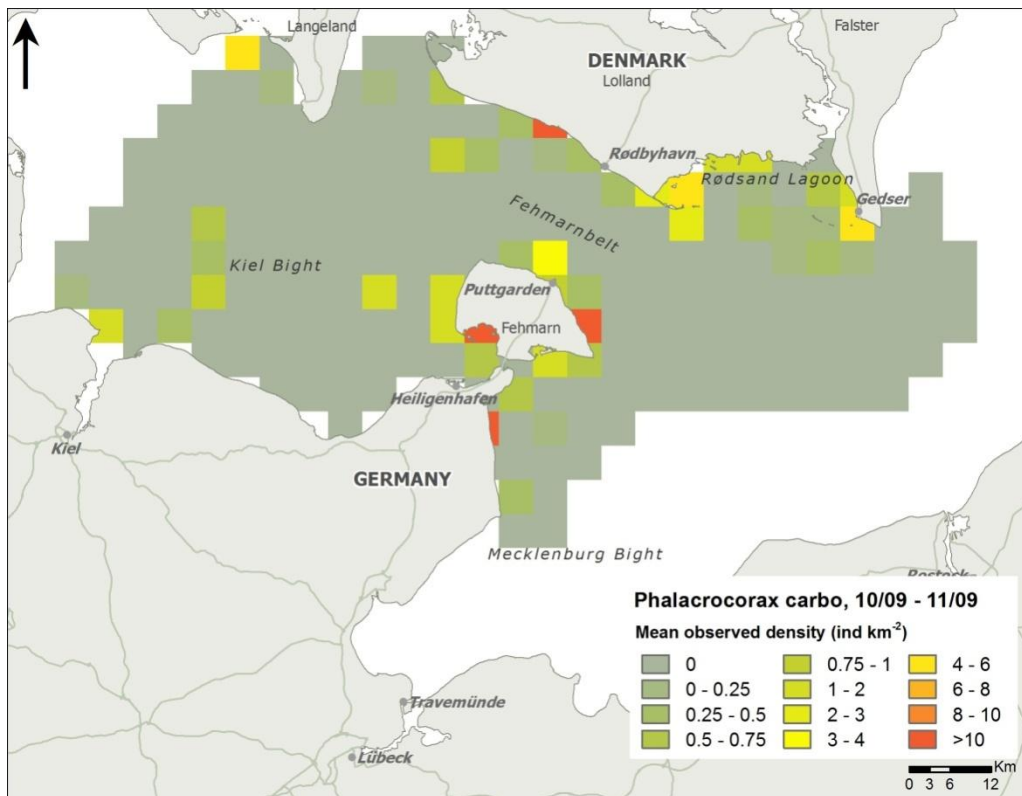 Langeland
Falster
DENMARK
Lolland
Rødbyhavn
Rødsand Lagoon
Gedser
Fehmarnbelt
Kiel Bight
Puttgarden
Fehmarn
Heiligenhafen
Kiel
GERMANY
Mecklenburg Bight
Travemünde
Lübeck
Phalacrocorax carbo, 10/09 - 11/09
Mean observed density (ind km-2)
0
0 - 0.25
0.25 - 0.5
0.5 - 0.75
0.75 - 1
1 - 2
2 - 3
3 - 4
4 - 6
6 - 8
8 - 10
>10
Km
0 3 6 12